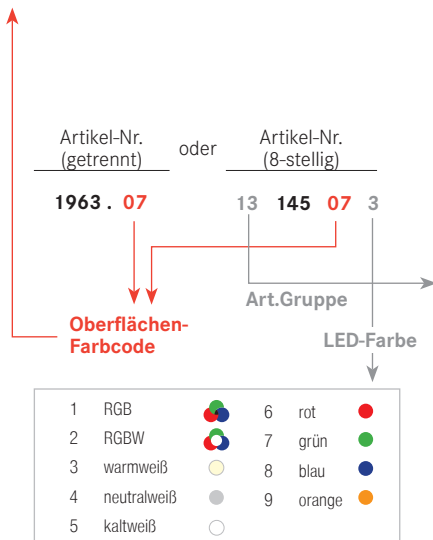 Artikel-Nr.
(getrennt)
oder
Artikel-Nr.
(8-stellig)
1963 . 07
13 145 07 3
Art.Gruppe
Oberflächen-
Farbcode
LED-Farbe
1 RGB
2 RGBW
3 warmweiß
4 neutralweiß
5 kaltweiß
6 rot
7 grün
8 blau
9 orange